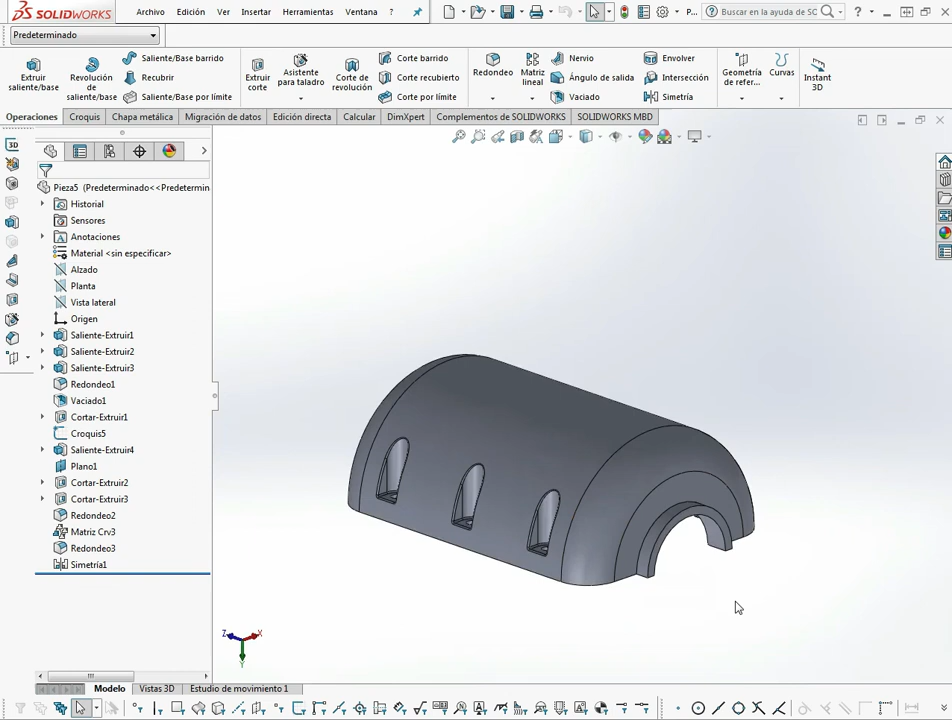 SOLIDWORKS Archivo Edición Ver Insertar Herramientas Ventana ? P... Buscar en la ayuda de SC ?
Predeterminado
Extruir saliente/base
Revolución de saliente/base
Saliente/Base barrido
Recubrir
Saliente/Base por límite
Extruir corte
Asistente para taladro
Corte de revolución
Corte barrido
Corte recubierto
Corte por límite
Redondeo
Matriz lineal
Nervio
Ángulo de salida
Vaciado
Envolver
Intersección
Simetría
Geometría de refer...
Curvas
Instant 3D
Operaciones Croquis Chapa metálica Migración de datos Edición directa Calcular DimXpert Complementos de SOLIDWORKS SOLIDWORKS MBD
3D
Pieza5 (Predeterminado<<Predetermin
Historial
Sensores
Anotaciones
Material <sin especificar>
Alzado
Planta
Vista lateral
Origen
Saliente-Extruir1
Saliente-Extruir2
Saliente-Extruir3
Redondeo1
Vaciado1
Cortar-Extruir1
Croquis5
Saliente-Extruir4
Plano1
Cortar-Extruir2
Cortar-Extruir3
Redondeo2
Matriz Crv3
Redondeo3
Simetría1
Z X
Y
Modelo Vistas 3D Estudio de movimiento 1